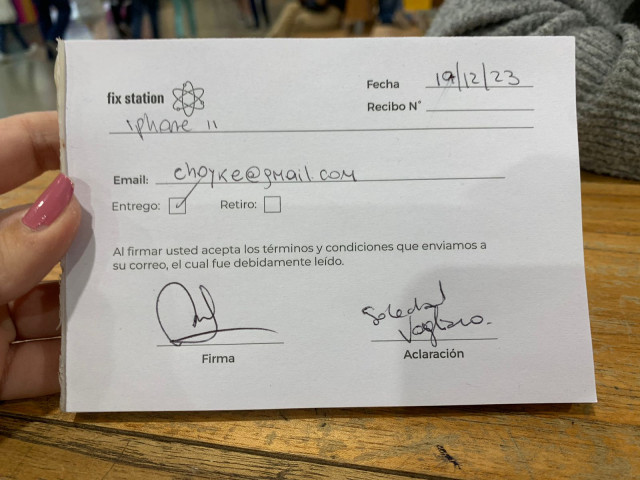 fix station
Fecha 19/12/23
Recibo N°
iphone 11
Email: choyke@gmail.com
Entrego: Retiro:
Al firmar usted acepta los términos y condiciones que enviamos a
su correo, el cual fue debidamente leído.
Soledad
Firma
Aclaración